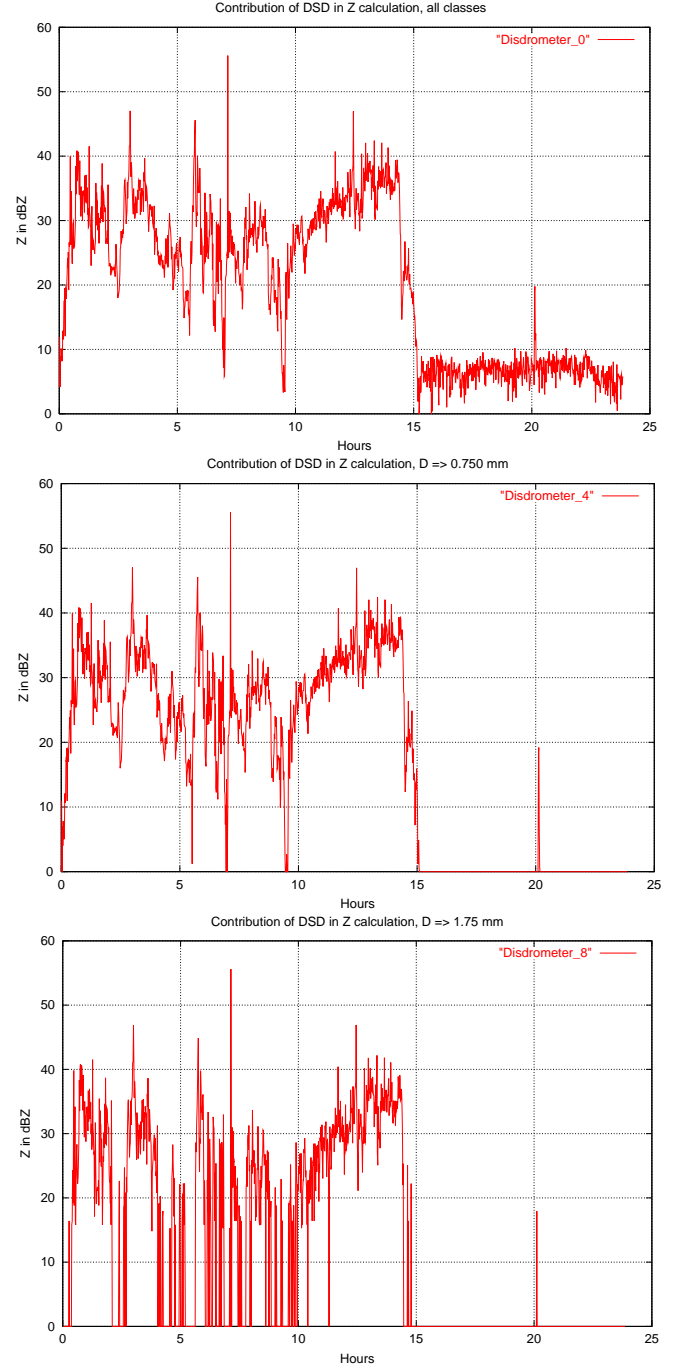 Contribution of DSD in Z calculation, all classes
60
50
40
30
20
10
0
Z in dBZ
"Disdrometer_0"
0 5 10 15 20 25
Hours
Contribution of DSD in Z calculation, D => 0.750 mm
60
50
40
30
20
10
0
Z in dBZ
"Disdrometer_4"
0 5 10 15 20 25
Hours
Contribution of DSD in Z calculation, D => 1.75 mm
60
50
40
30
20
10
0
Z in dBZ
"Disdrometer_8"
0 5 10 15 20 25
Hours